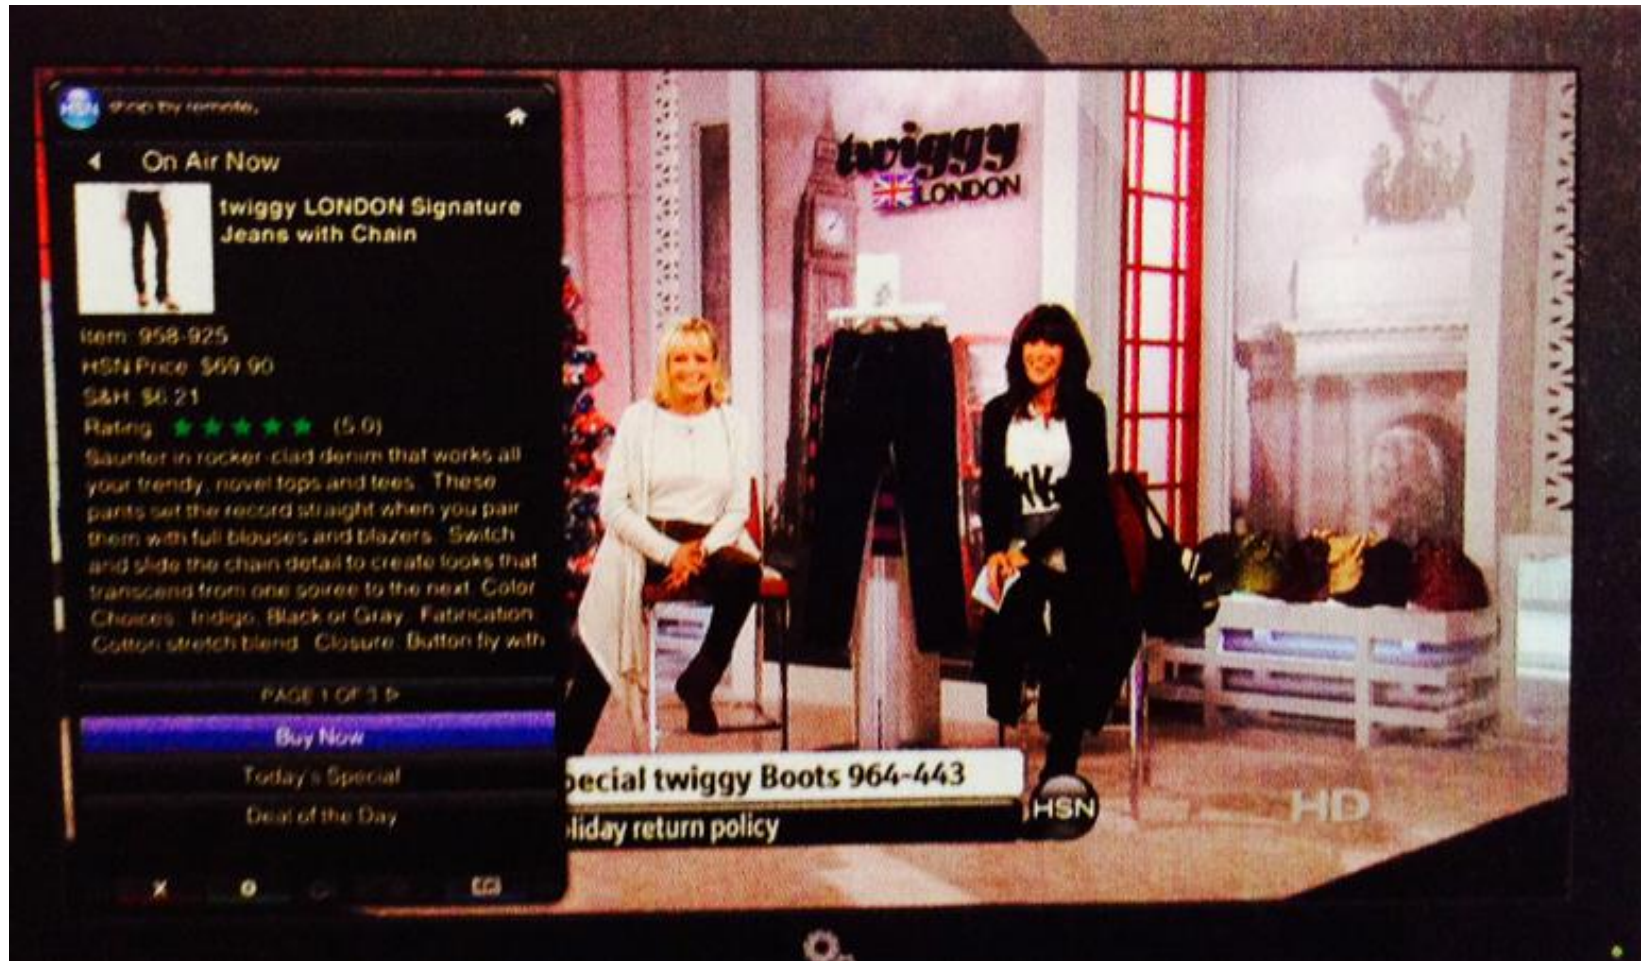 HSN shop by remote.
On Air Now
twiggy LONDON Signature
Jeans with Chain
Item: 958-925
HSN Price: $69.90
S&H: $6.21
Rating: (5.0)
Saunter in rocker-clad denim that works all
your trendy, novel tops and tees. These
pants set the record straight when you pair
them with full blouses and blazers. Switch
and slide the chain detail to create looks that
transcend from one soiree to the next. Color
Choices: Indigo, Black or Gray. Fabrication:
Cotton stretch blend. Closure: Button fly with
PAGE 1 OF 3
Buy Now
Today's Special
Deal of the Day
twiggy
LONDON
pecial twiggy Boots 964-443
liday return policy
HSN
HD